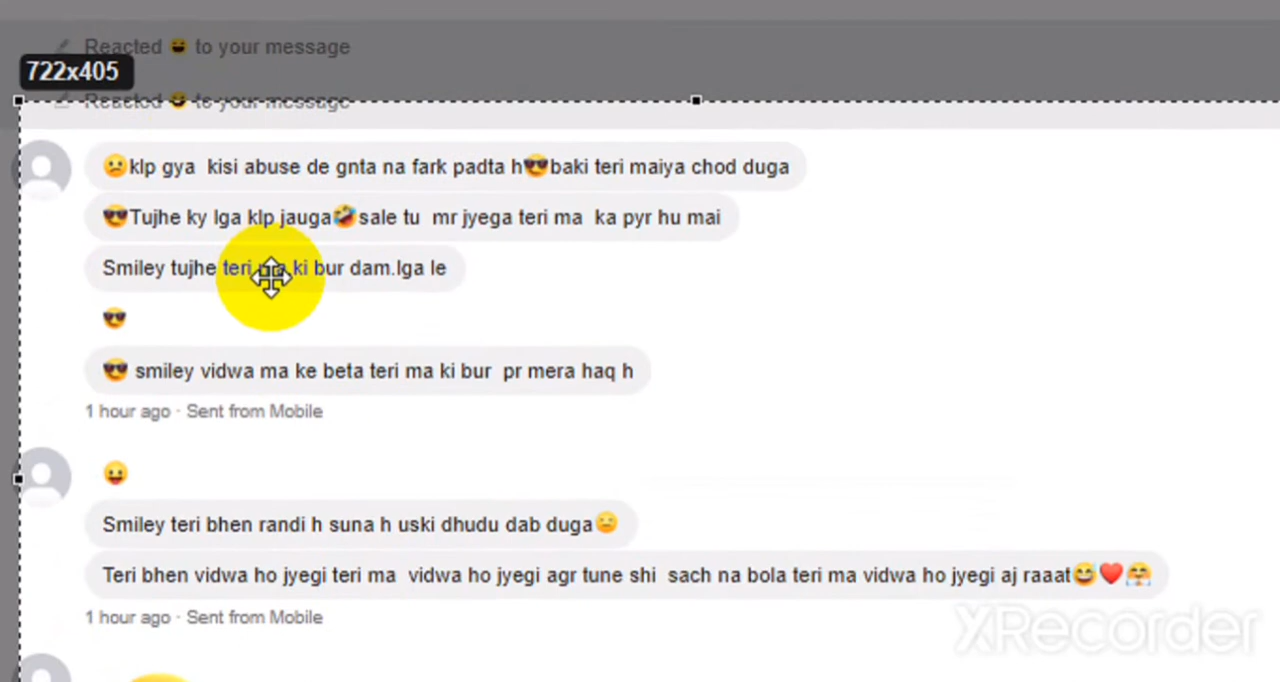 Reacted 😆 to your message
722x405
Reacted 😆 to your message
😕klp gya kisi abuse de gnta na fark padta h😎baki teri maiya chod duga
😎Tujhe ky lga klp jauga🤣sale tu mr jyega teri ma ka pyr hu mai
Smiley tujhe teri ma ki bur dam.lga le
😎
😎 smiley vidwa ma ke beta teri ma ki bur pr mera haq h
1 hour ago · Sent from Mobile
😛
Smiley teri bhen randi h suna h uski dhudu dab duga😑
Teri bhen vidwa ho jyegi teri ma vidwa ho jyegi agr tune shi sach na bola teri ma vidwa ho jyegi aj raaat😅❤️🤗
1 hour ago · Sent from Mobile
XRecorder